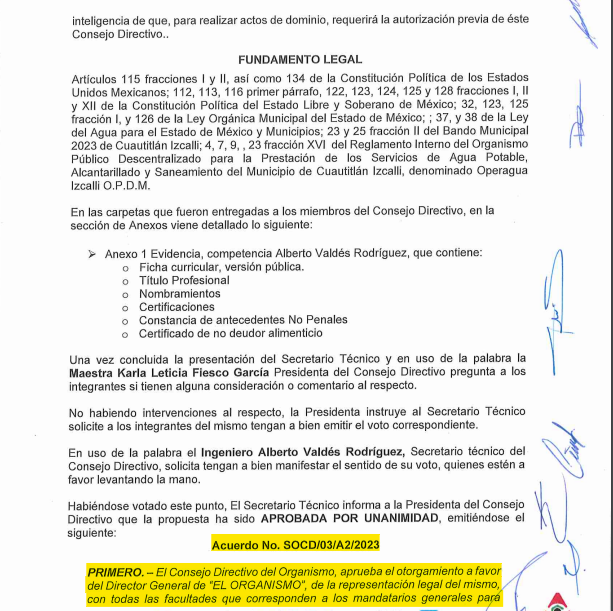 inteligencia de que, para realizar actos de dominio, requerirá la autorización previa de éste
Consejo Directivo..
FUNDAMENTO LEGAL
Artículos 115 fracciones I y II, así como 134 de la Constitución Política de los Estados
Unidos Mexicanos; 112, 113, 116 primer párrafo, 122, 123, 124, 125 y 128 fracciones I, II
y XII de la Constitución Política del Estado Libre y Soberano de México; 32, 123, 125
fracción I, y 126 de la Ley Orgánica Municipal del Estado de México; ; 37, y 38 de la Ley
del Agua para el Estado de México y Municipios; 23 y 25 fracción II del Bando Municipal
2023 de Cuautitlán Izcalli; 4, 7, 9, , 23 fracción XVI del Reglamento Interno del Organismo
Público Descentralizado para la Prestación de los Servicios de Agua Potable,
Alcantarillado y Saneamiento del Municipio de Cuautitlán Izcalli, denominado Operagua
Izcalli O.P.D.M.
En las carpetas que fueron entregadas a los miembros del Consejo Directivo, en la
sección de Anexos viene detallado lo siguiente:
➢ Anexo 1 Evidencia, competencia Alberto Valdés Rodríguez, que contiene:
o Ficha curricular, versión pública.
o Título Profesional
o Nombramientos
o Certificaciones
o Constancia de antecedentes No Penales
o Certificado de no deudor alimenticio
Una vez concluida la presentación del Secretario Técnico y en uso de la palabra la
Maestra Karla Leticia Fiesco García Presidenta del Consejo Directivo pregunta a los
integrantes si tienen alguna consideración o comentario al respecto.
No habiendo intervenciones al respecto, la Presidenta instruye al Secretario Técnico
solicite a los integrantes del mismo tengan a bien emitir el voto correspondiente.
En uso de la palabra el Ingeniero Alberto Valdés Rodríguez, Secretario técnico del
Consejo Directivo, solicita tengan a bien manifestar el sentido de su voto, quienes estén a
favor levantando la mano.
Habiéndose votado este punto, El Secretario Técnico informa a la Presidenta del Consejo
Directivo que la propuesta ha sido APROBADA POR UNANIMIDAD, emitiéndose el
siguiente:
Acuerdo No. SOCD/03/A2/2023
PRIMERO. – El Consejo Directivo del Organismo, aprueba el otorgamiento a favor
del Director General de "EL ORGANISMO", de la representación legal del mismo,
con todas las facultades que corresponden a los mandatarios generales para